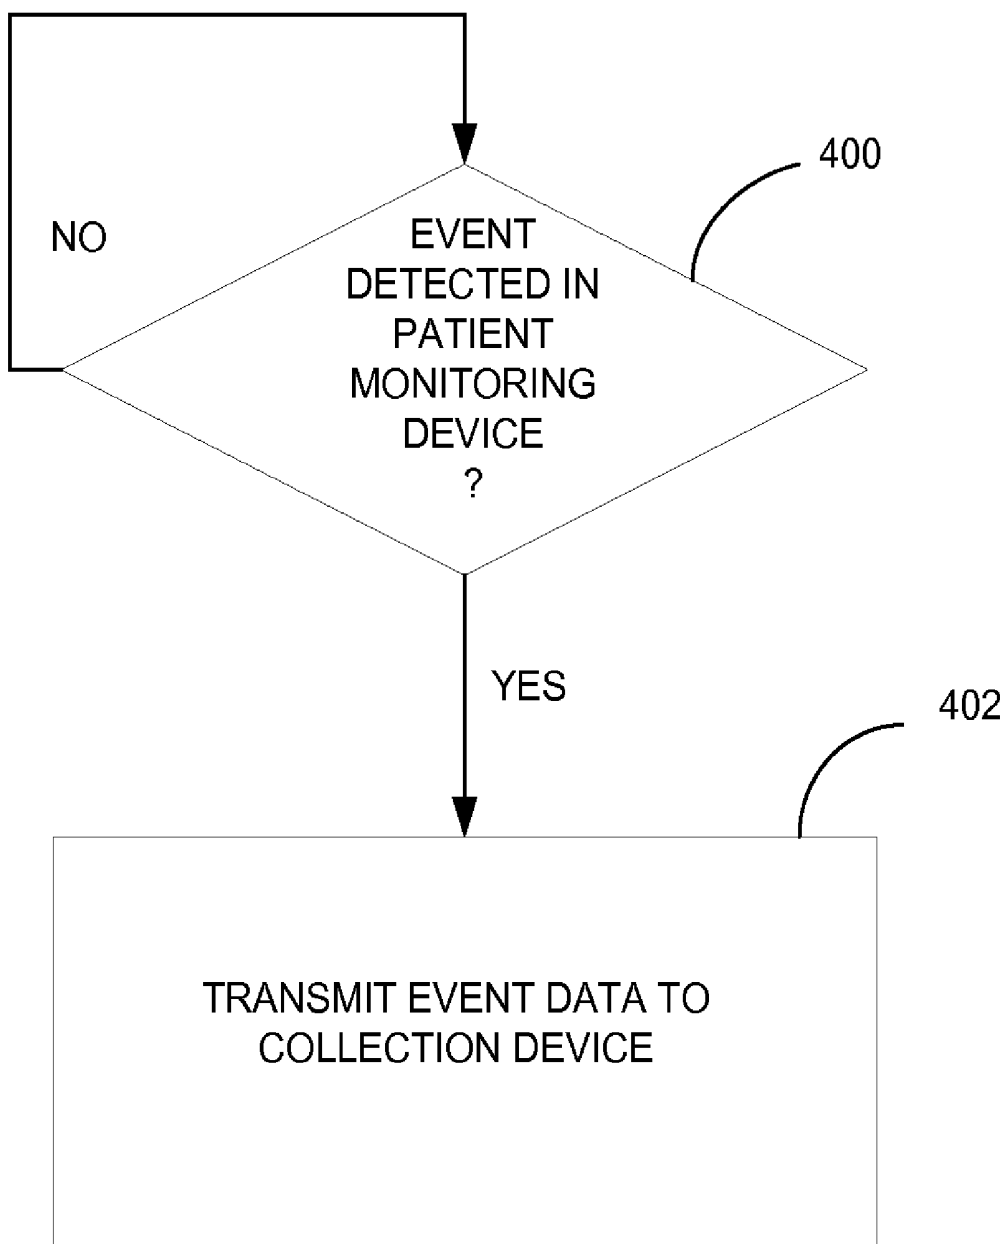 400
NO
EVENT
DETECTED IN
PATIENT
MONITORING
DEVICE
?
YES
402
TRANSMIT EVENT DATA TO
COLLECTION DEVICE